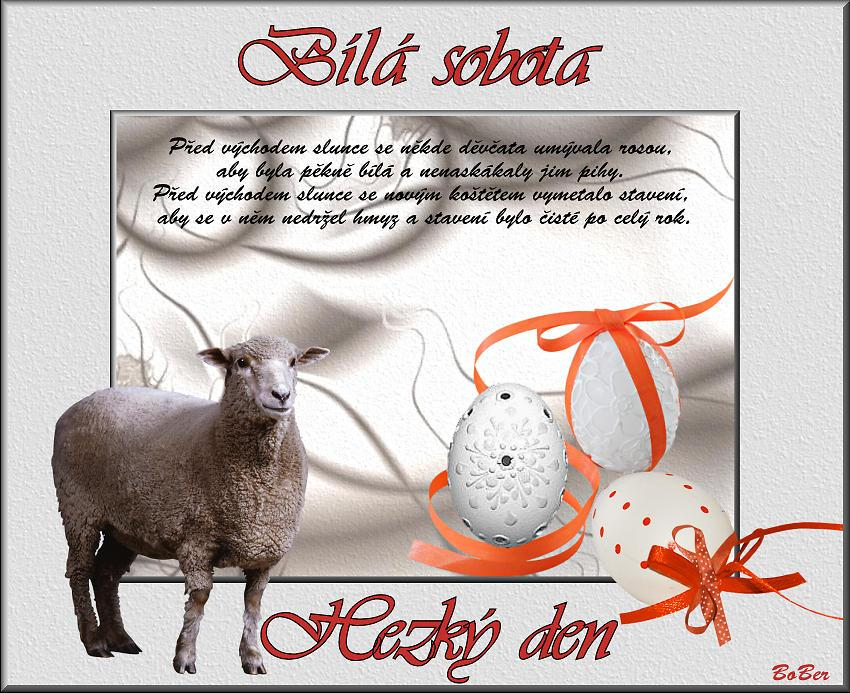 Bílá sobota
Před východem slunce se někde děvčata umývala rosou,
aby byla pěkně bílá a nenaskákaly jim pihy.
Před východem slunce se novým koštětem vymetalo stavení,
aby se v něm nedržel hmyz a stavení bylo čisté po celý rok.
Hezký den
BoBer